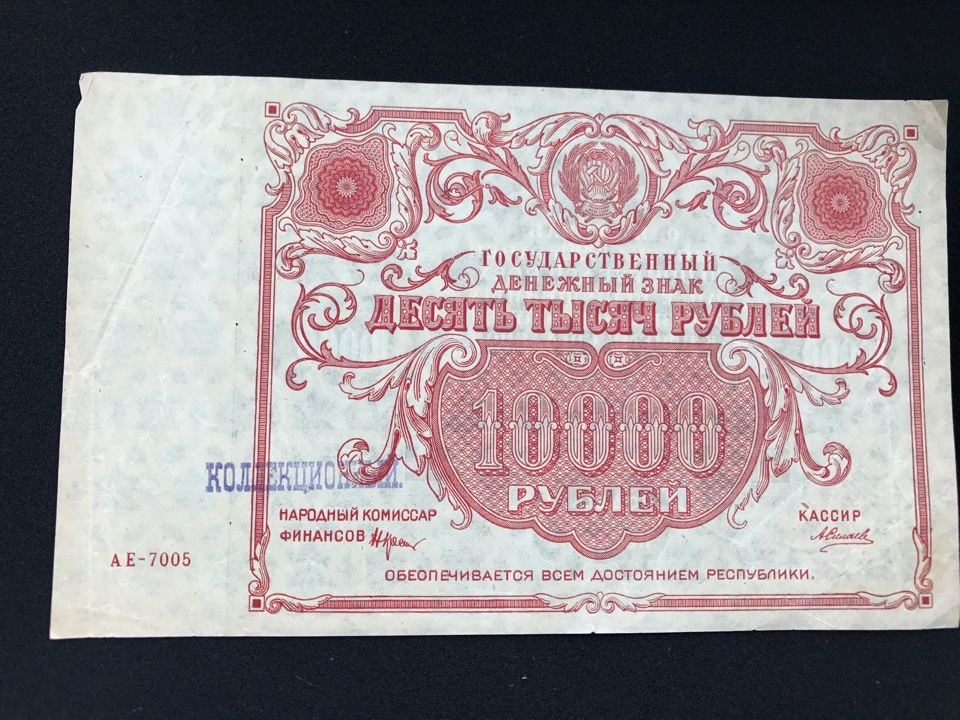 ГОСУДАРСТВЕННЫЙ
ДЕНЕЖНЫЙ ЗНАК
ДЕСЯТЬ ТЫСЯЧ РУБЛЕЙ
10000
РУБЛЕЙ
КОЛЛЕКЦИОННЫЙ.
НАРОДНЫЙ КОМИССАР
ФИНАНСОВ
КАССИР
АЕ-7005
ОБЕСПЕЧИВАЕТСЯ ВСЕМ ДОСТОЯНИЕМ РЕСПУБЛИКИ.